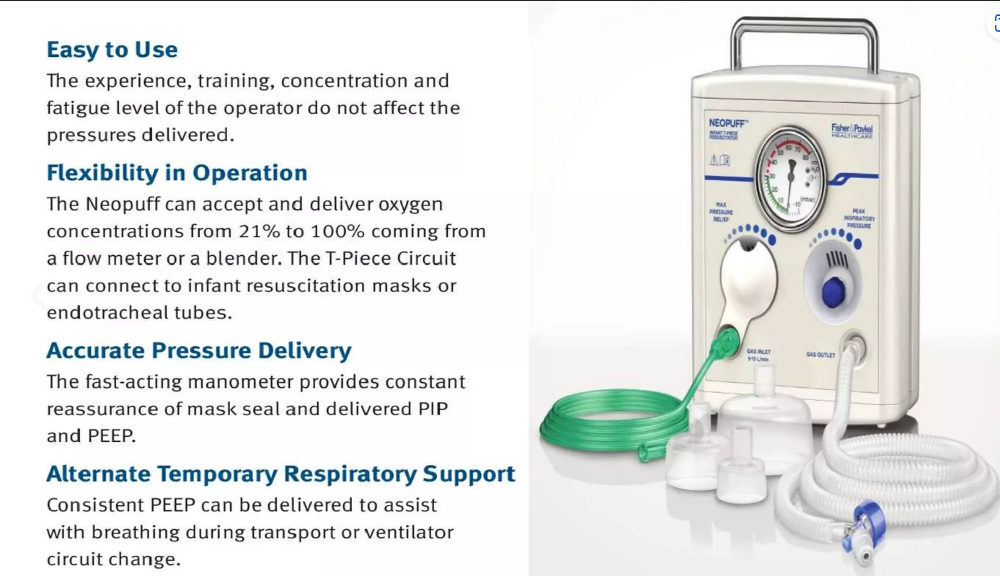 Easy to Use
The experience, training, concentration and
fatigue level of the operator do not affect the
pressures delivered.
Flexibility in Operation
The Neopuff can accept and deliver oxygen
concentrations from 21% to 100% coming from
a flow meter or a blender. The T-Piece Circuit
can connect to infant resuscitation masks or
endotracheal tubes.
Accurate Pressure Delivery
The fast-acting manometer provides constant
reassurance of mask seal and delivered PIP
and PEEP.
Alternate Temporary Respiratory Support
Consistent PEEP can be delivered to assist
with breathing during transport or ventilator
circuit change.
NEOPUFF™
INFANT T-PIECE
RESUSCITATOR
Fisher&Paykel
HEALTHCARE
50 60 70
40 80
30
20
10 0 -10
cm
H₂O
(mbar)
MAX
PRESSURE
RELIEF
PEAK
INSPIRATORY
PRESSURE
GAS INLET
5-15 L/min
GAS OUTLET